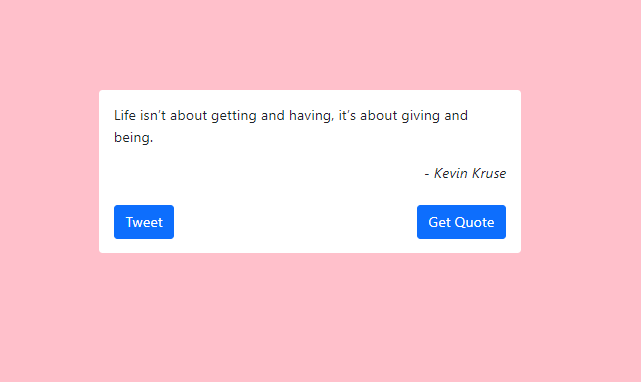 Life isn't about getting and having, it's about giving and
being.
- Kevin Kruse
Tweet
Get Quote